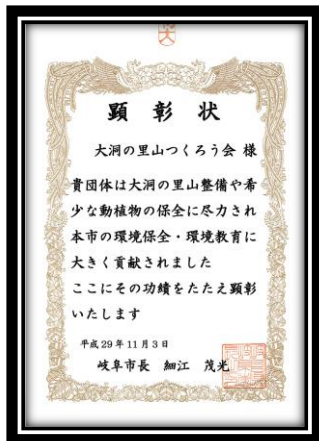 顕彰状
大洞の里山つくろう会 様
貴団体は大洞の里山整備や希
少な動植物の保全に尽力され
本市の環境保全・環境教育に
大きく貢献されました
ここにその功績をたたえ顕彰
いたします
平成29年11月3日
岐阜市長 細江 茂光